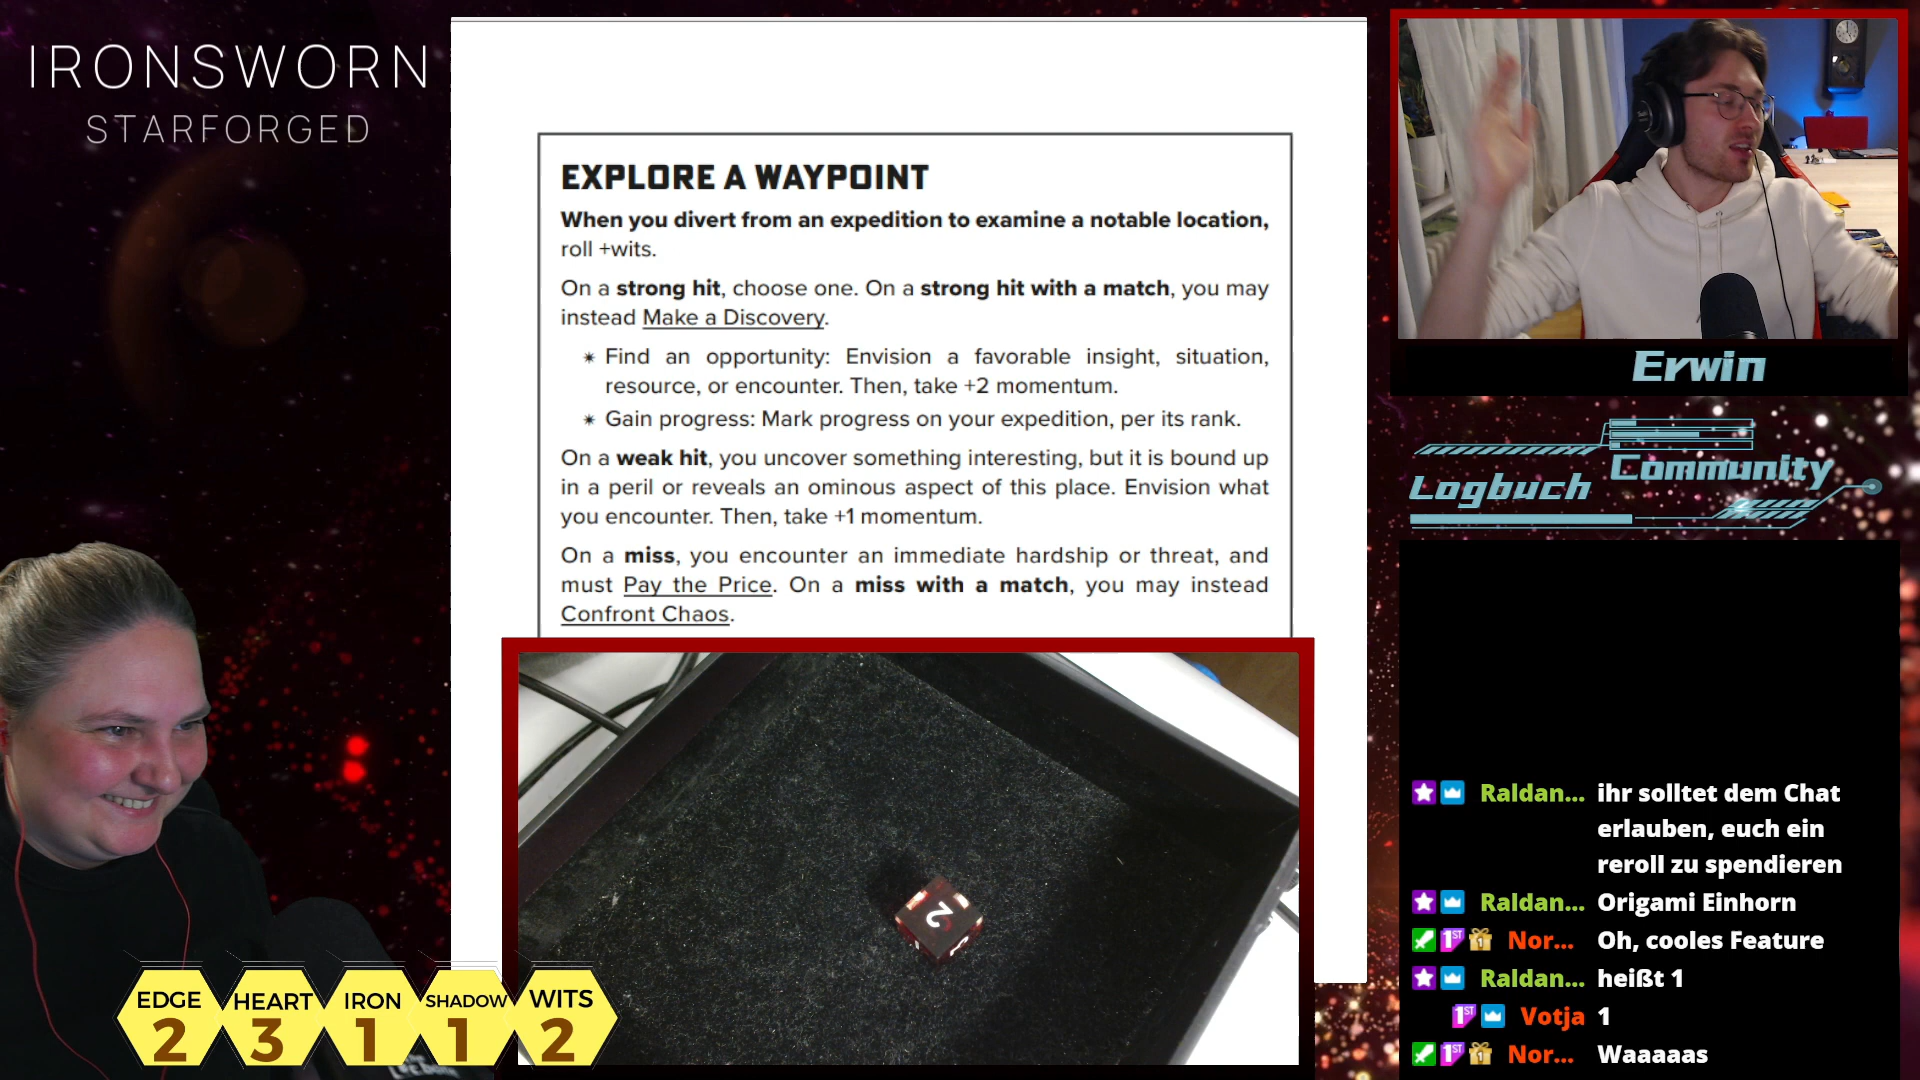 IRONSWORN
STARFORGED
EXPLORE A WAYPOINT
When you divert from an expedition to examine a notable location,
roll +wits.
On a strong hit, choose one. On a strong hit with a match, you may
instead Make a Discovery.
✴ Find an opportunity: Envision a favorable insight, situation,
resource, or encounter. Then, take +2 momentum.
✴ Gain progress: Mark progress on your expedition, per its rank.
On a weak hit, you uncover something interesting, but it is bound up
in a peril or reveals an ominous aspect of this place. Envision what
you encounter. Then, take +1 momentum.
On a miss, you encounter an immediate hardship or threat, and
must Pay the Price. On a miss with a match, you may instead
Confront Chaos.
2
EDGE
2
HEART
3
IRON
1
SHADOW
1
WITS
2
Erwin
Logbuch
Community
Raldan... ihr solltet dem Chat
erlauben, euch ein
reroll zu spendieren
Raldan... Origami Einhorn
1ST 1 Nor... Oh, cooles Feature
Raldan... heißt 1
1ST Votja 1
1ST 1 Nor... Waaaaas